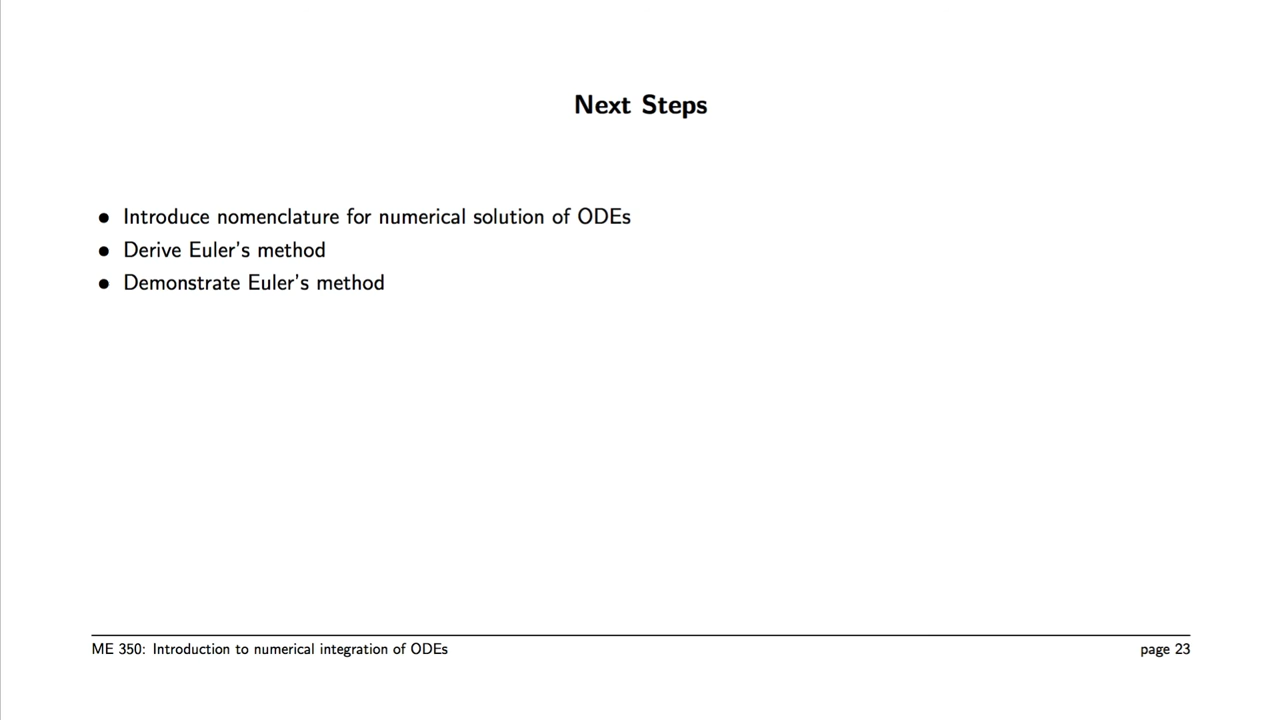 Next Steps
● Introduce nomenclature for numerical solution of ODEs
● Derive Euler's method
● Demonstrate Euler's method
ME 350: Introduction to numerical integration of ODEs
page 23